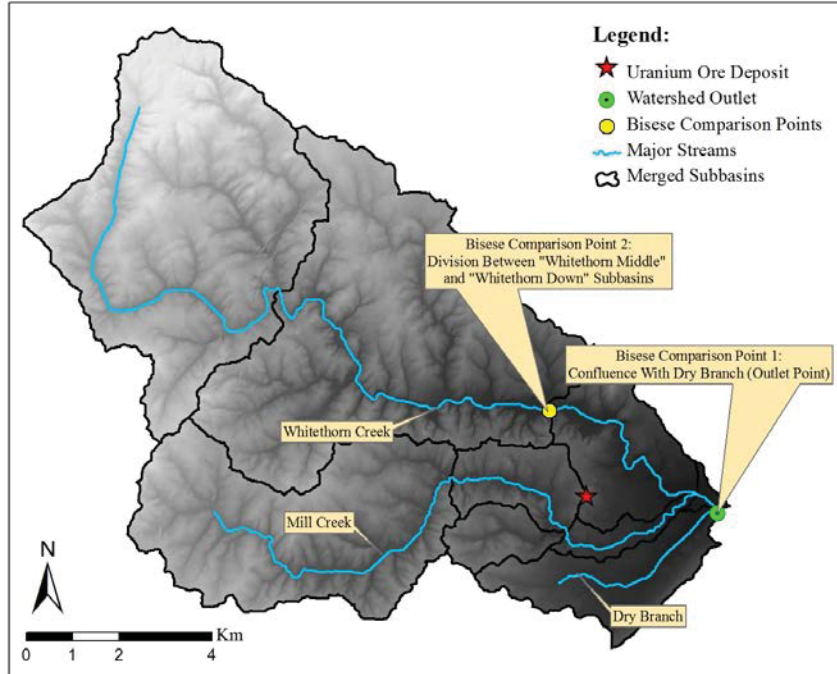 Legend:
Uranium Ore Deposit
Watershed Outlet
Bisese Comparison Points
Major Streams
Merged Subbasins
Bisese Comparison Point 2:
Division Between "Whitethorn Middle"
and "Whitethorn Down" Subbasins
Bisese Comparison Point 1:
Confluence With Dry Branch (Outlet Point)
Whitethorn Creek
Mill Creek
Dry Branch
N
Km
0 1 2 4